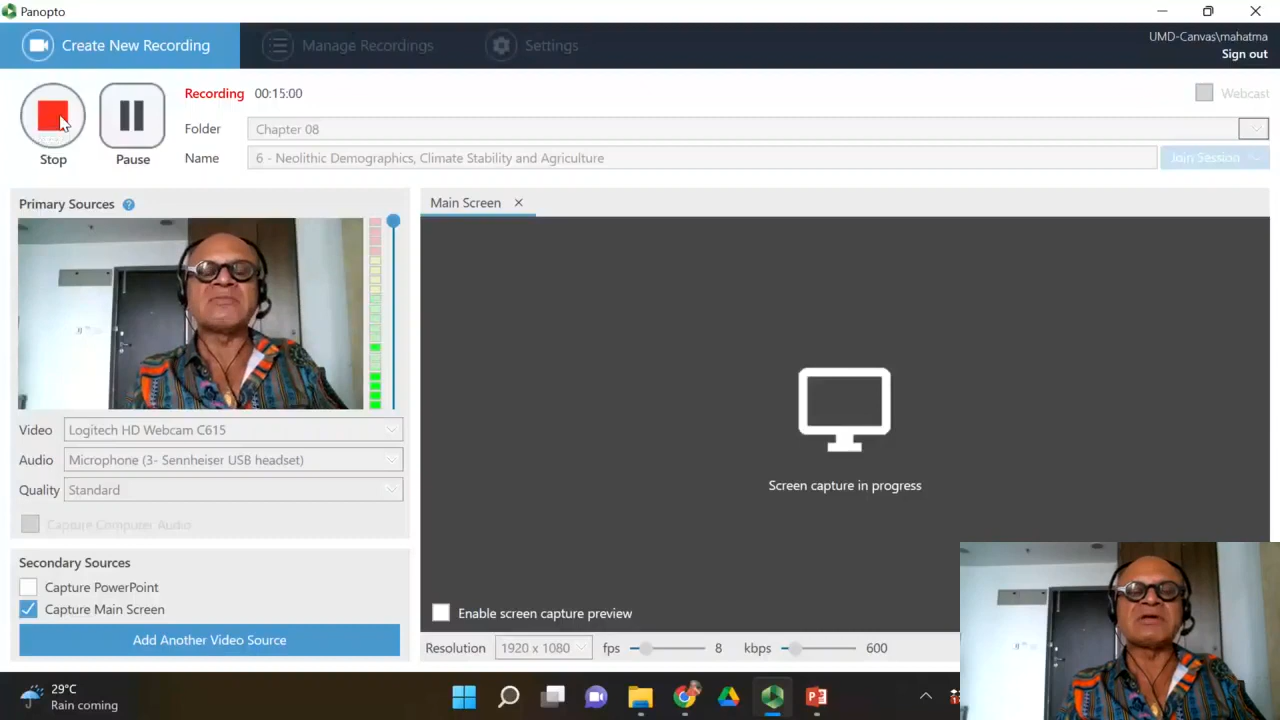 Panopto
Create New Recording
Manage Recordings
Settings
UMD-Canvas\mahatma
Sign out
Recording 00:15:00
Webcast
Folder Chapter 08
Stop Pause
Name 6 - Neolithic Demographics, Climate Stability and Agriculture
Join Session
Primary Sources ?
Main Screen
Video Logitech HD Webcam C615
Audio Microphone (3- Sennheiser USB headset)
Quality Standard
Capture Computer Audio
Screen capture in progress
Secondary Sources
Capture PowerPoint
Capture Main Screen
Add Another Video Source
Enable screen capture preview
Resolution 1920 x 1080 fps 8 kbps 600
29°C
Rain coming